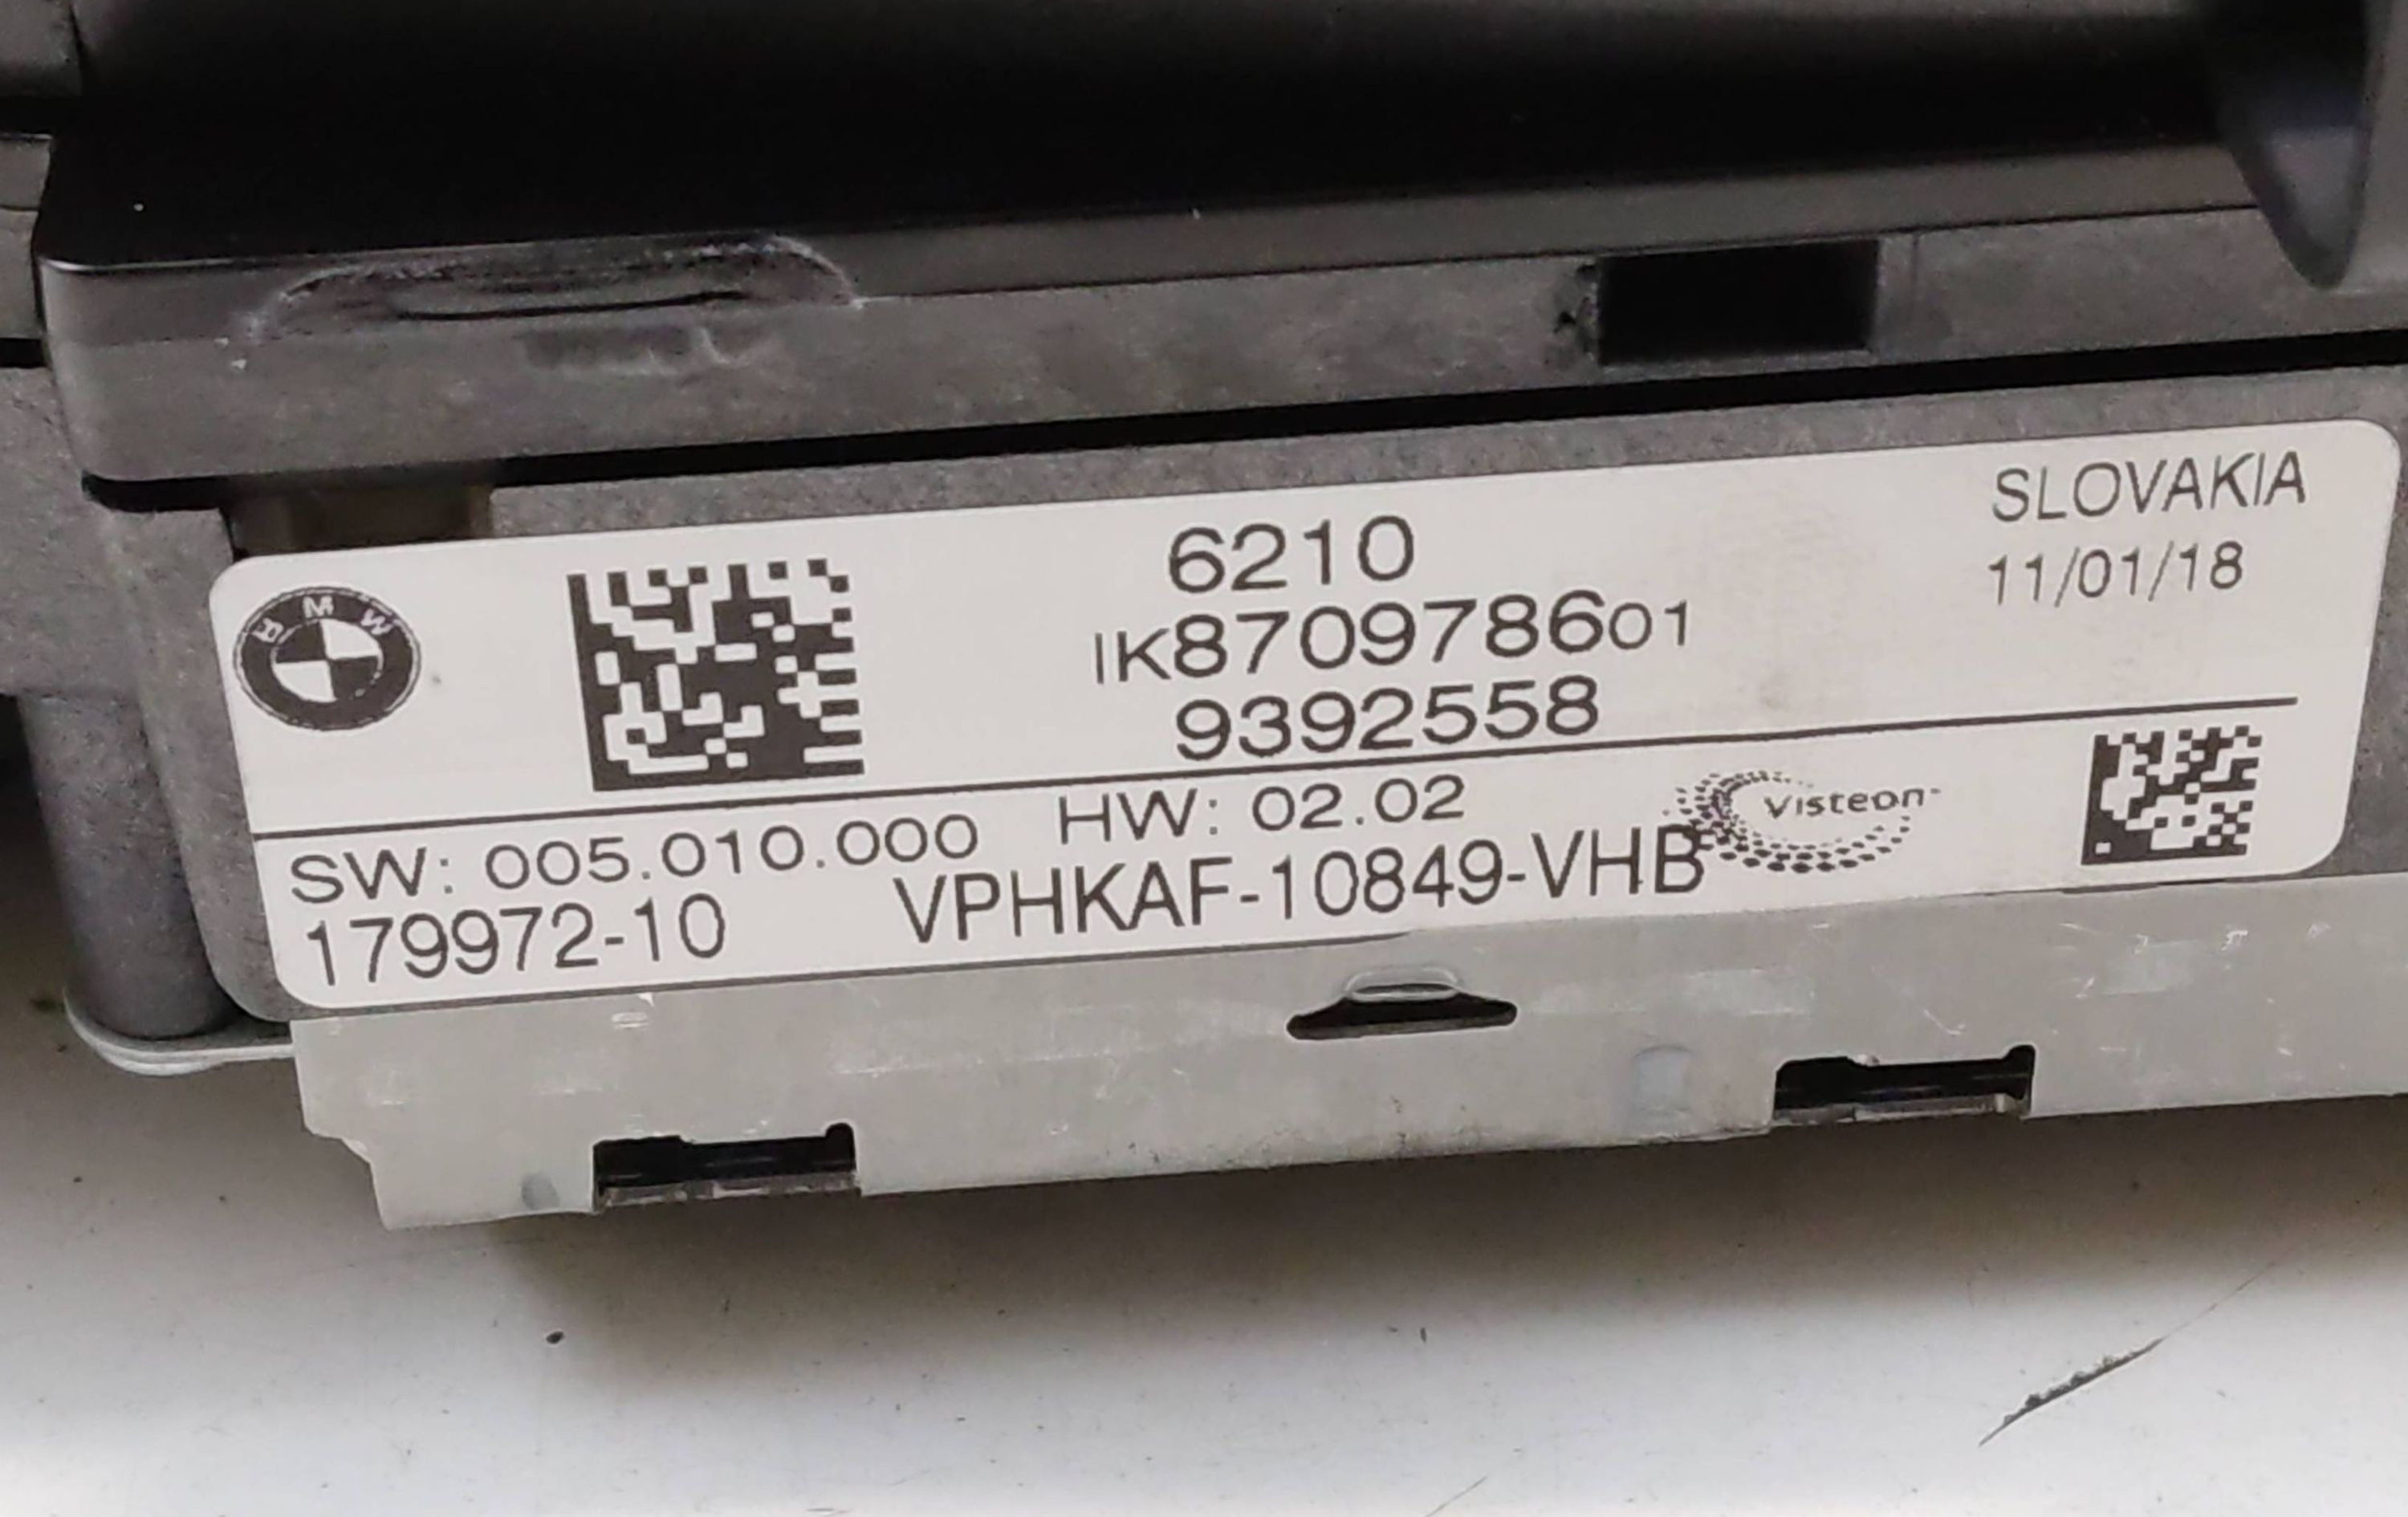 BMW
6210
IK870978601
9392558
SLOVAKIA
11/01/18
SW: 005.010.000 HW: 02.02
Visteon
179972-10 VPHKAF-10849-VHB